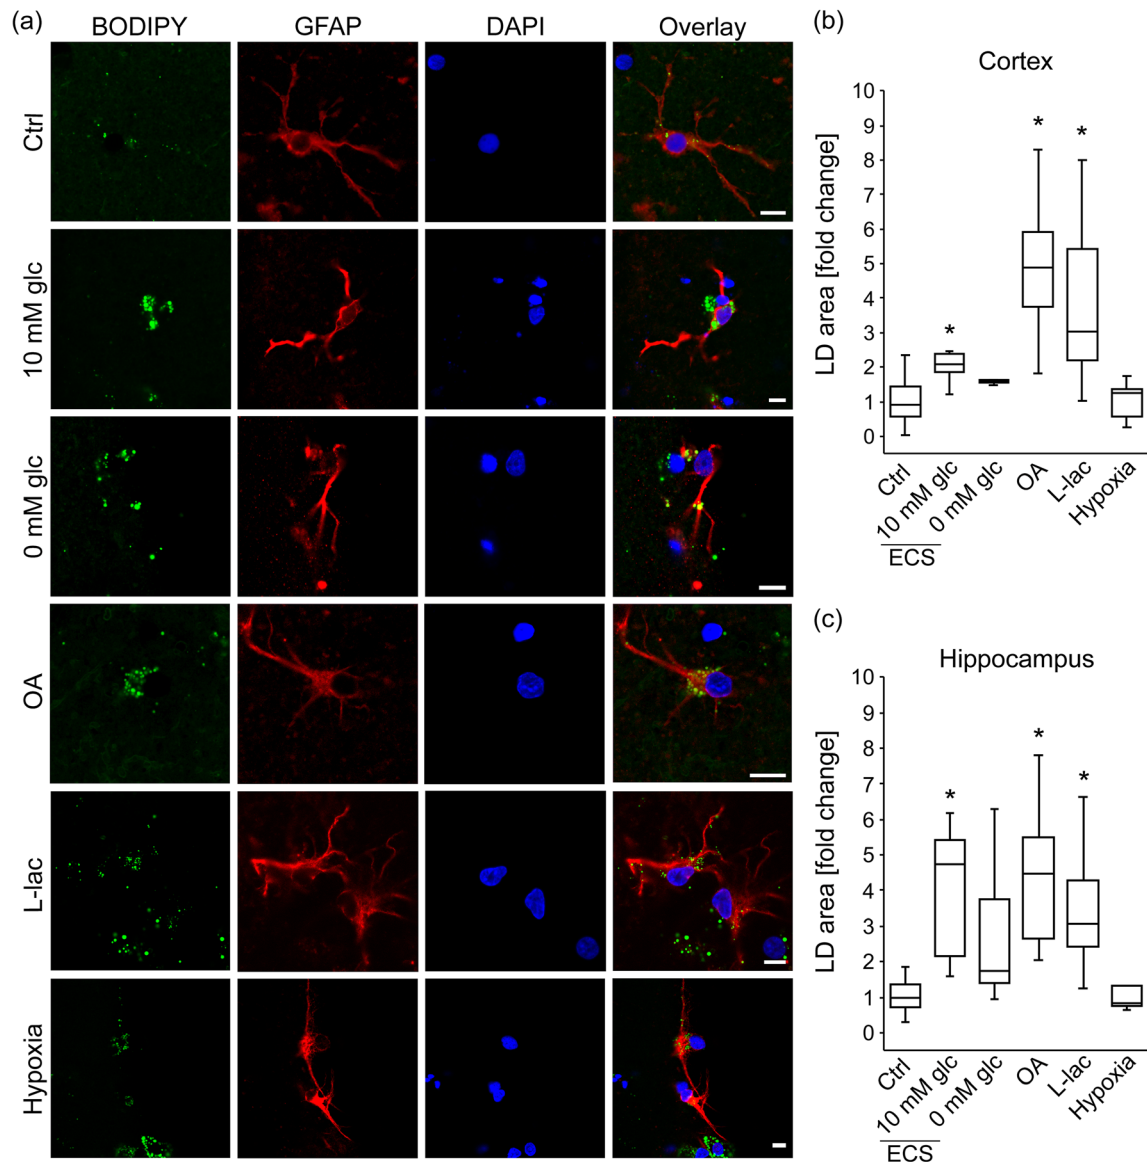 (a)
BODIPY GFAP DAPI Overlay
Ctrl
10 mM glc
0 mM glc
OA
L-lac
Hypoxia
(b)
Cortex
LD area [fold change]
10
9
8
7
6
5
4
3
2
1
0
* * *
Ctrl 10 mM glc 0 mM glc OA L-lac Hypoxia
ECS
(c)
Hippocampus
LD area [fold change]
10
9
8
7
6
5
4
3
2
1
0
* * *
Ctrl 10 mM glc 0 mM glc OA L-lac Hypoxia
ECS